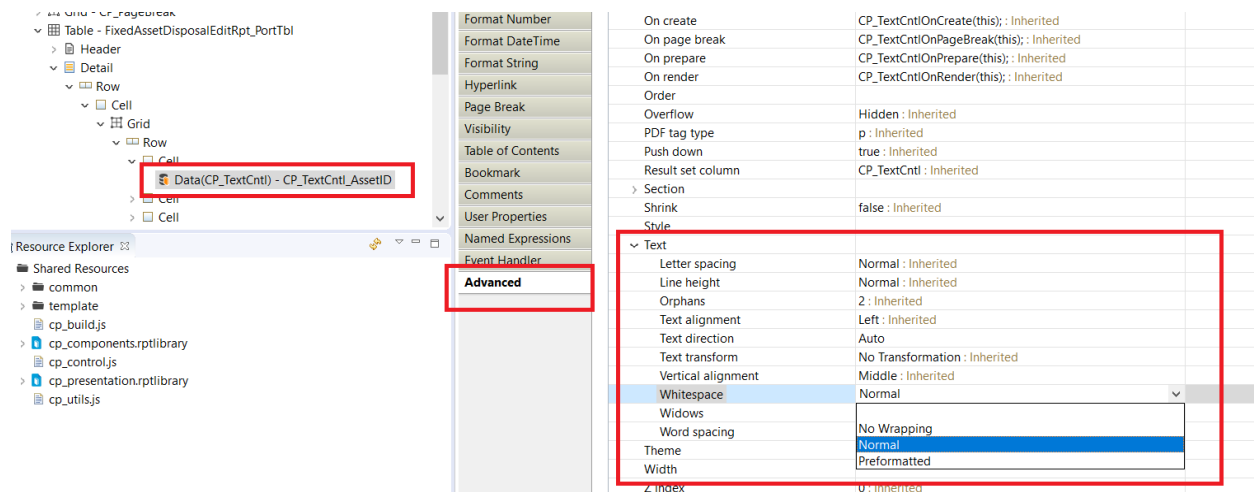 Grid - CP_PageBreak
Table - FixedAssetDisposalEditRpt_PortTbl
Header
Detail
Row
Cell
Grid
Row
Cell
Data(CP_TextCntl) - CP_TextCntl_AssetID
Cell
Cell
Resource Explorer
Shared Resources
common
template
cp_build.js
cp_components.rptlibrary
cp_control.js
cp_presentation.rptlibrary
cp_utils.js
Format Number
Format DateTime
Format String
Hyperlink
Page Break
Visibility
Table of Contents
Bookmark
Comments
User Properties
Named Expressions
Event Handler
Advanced
On create CP_TextCntlOnCreate(this); : Inherited
On page break CP_TextCntlOnPageBreak(this); : Inherited
On prepare CP_TextCntlOnPrepare(this); : Inherited
On render CP_TextCntlOnRender(this); : Inherited
Order
Overflow Hidden : Inherited
PDF tag type p : Inherited
Push down true : Inherited
Result set column CP_TextCntl : Inherited
Section
Shrink false : Inherited
Style
Text
Letter spacing Normal : Inherited
Line height Normal : Inherited
Orphans 2 : Inherited
Text alignment Left : Inherited
Text direction Auto
Text transform No Transformation : Inherited
Vertical alignment Middle : Inherited
Whitespace Normal
Widows
Word spacing No Wrapping
Theme Normal
Width Preformatted
Z Index 0 : Inherited